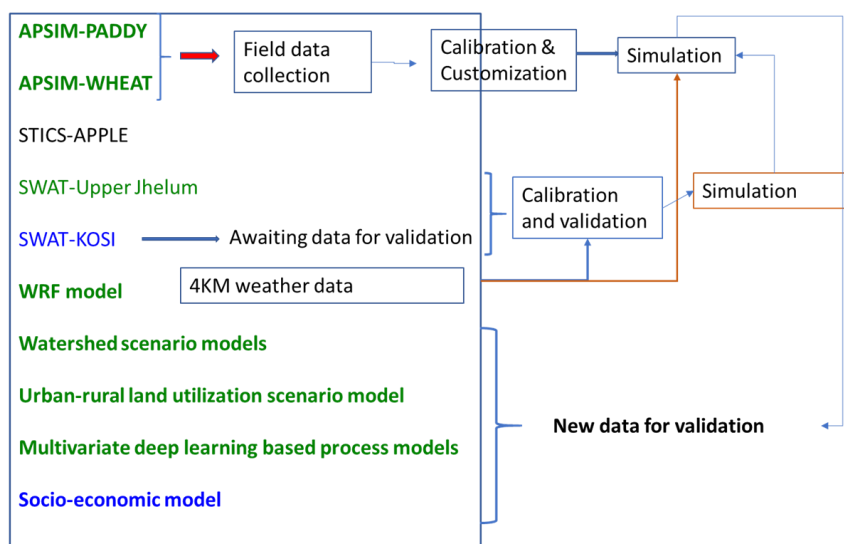 APSIM-PADDY
APSIM-WHEAT
Field data
collection
Calibration &
Customization
Simulation
STICS-APPLE
SWAT-Upper Jhelum
Calibration
and validation
Simulation
SWAT-KOSI
Awaiting data for validation
WRF model
4KM weather data
Watershed scenario models
Urban-rural land utilization scenario model
Multivariate deep learning based process models
Socio-economic model
New data for validation